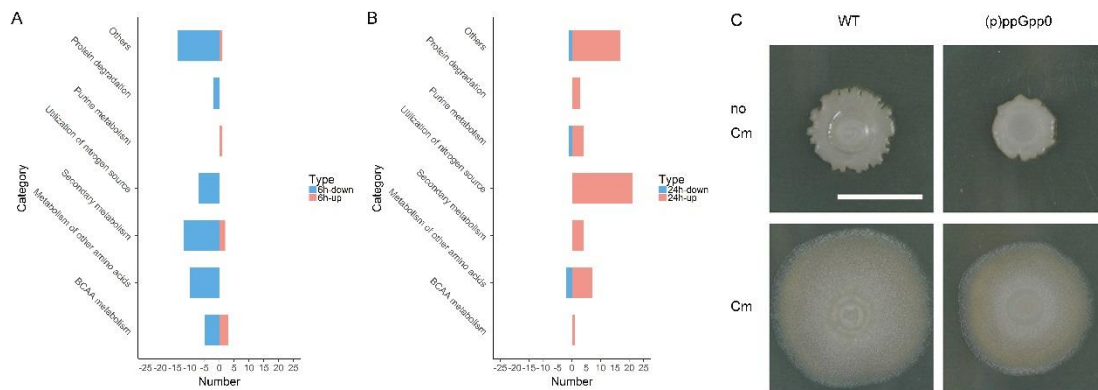 A
Category
Others
Protein degradation
Purine metabolism
Utilization of nitrogen source
Secondary metabolism
Metabolism of other amino acids
BCAA metabolism
-25 -20 -15 -10 -5 0 5 10 15 20 25
Number
Type
6h-down
6h-up
B
Category
Others
Protein degradation
Purine metabolism
Utilization of nitrogen source
Secondary metabolism
Metabolism of other amino acids
BCAA metabolism
-25 -20 -15 -10 -5 0 5 10 15 20 25
Number
Type
24h-down
24h-up
C
WT (p)ppGpp0
no
Cm
Cm